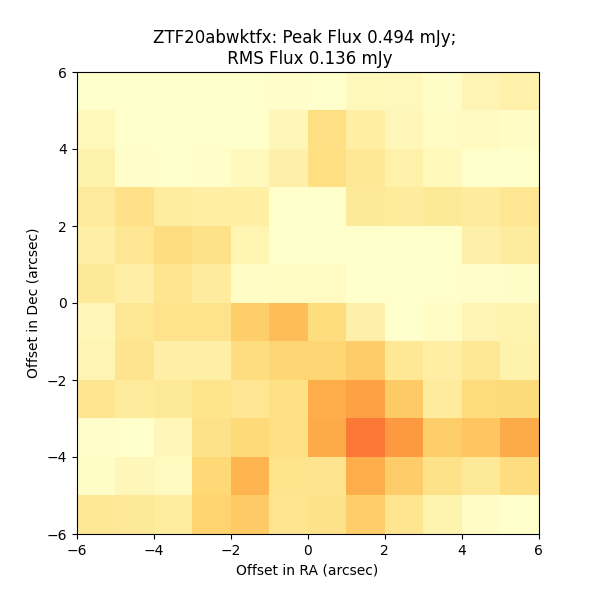 ZTF20abwktfx: Peak Flux 0.494 mJy;
RMS Flux 0.136 mJy
6
4
2
0
−2
−4
−6
Offset in Dec (arcsec)
−6 −4 −2 0 2 4 6
Offset in RA (arcsec)